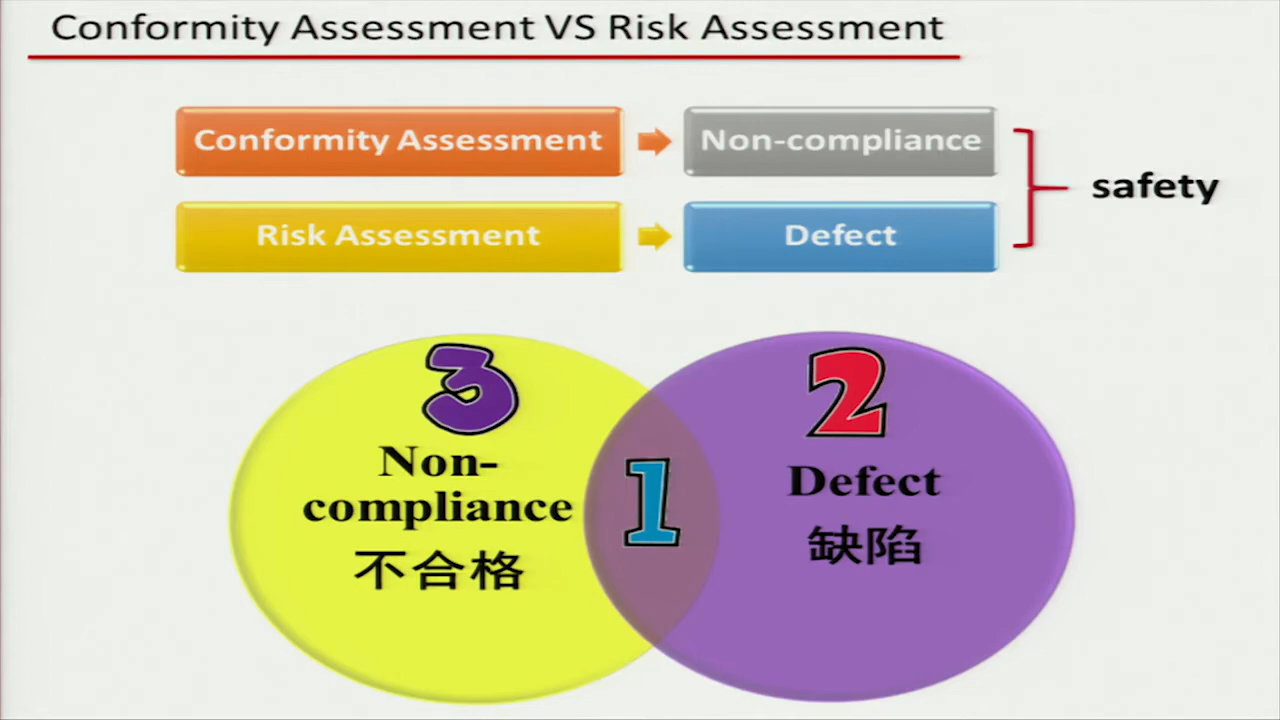 Conformity Assessment VS Risk Assessment
Conformity Assessment
Non-compliance
Risk Assessment
Defect
safety
3
Non-
compliance
不合格
1
2
Defect
缺陷